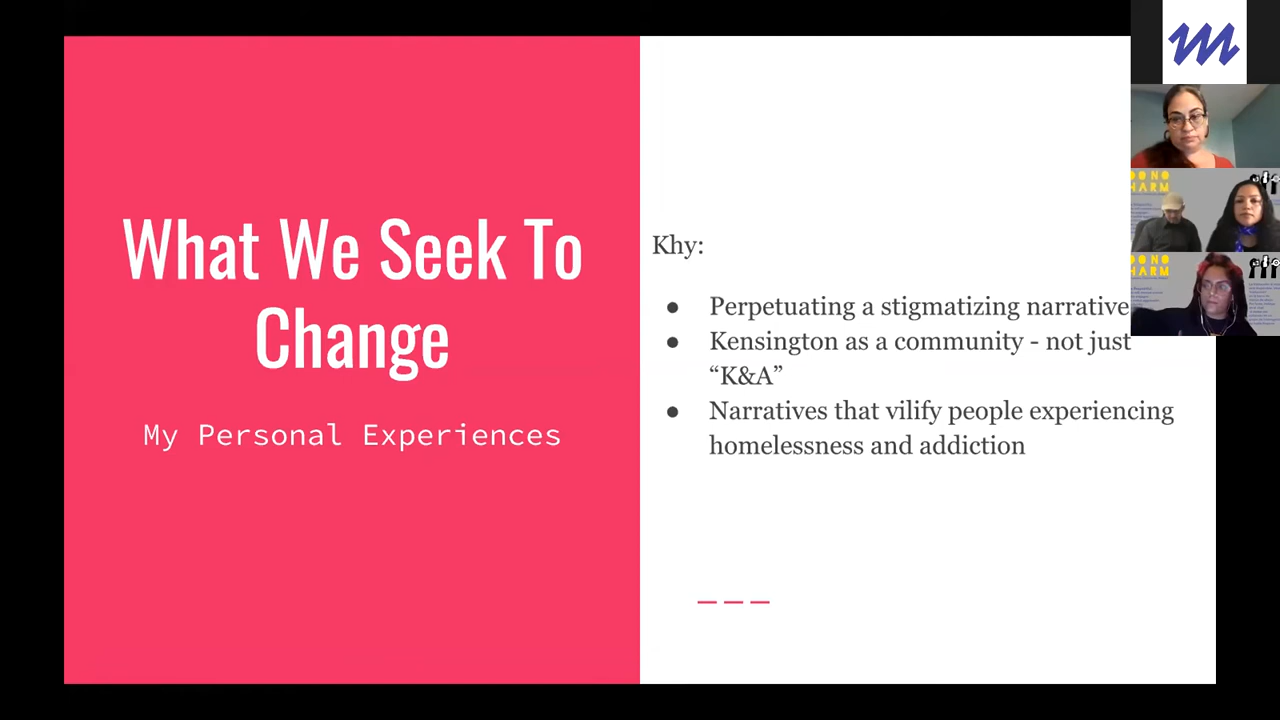 What We Seek To
Change
My Personal Experiences
Khy:
● Perpetuating a stigmatizing narrative
● Kensington as a community - not just
“K&A”
● Narratives that vilify people experiencing
homelessness and addiction
m